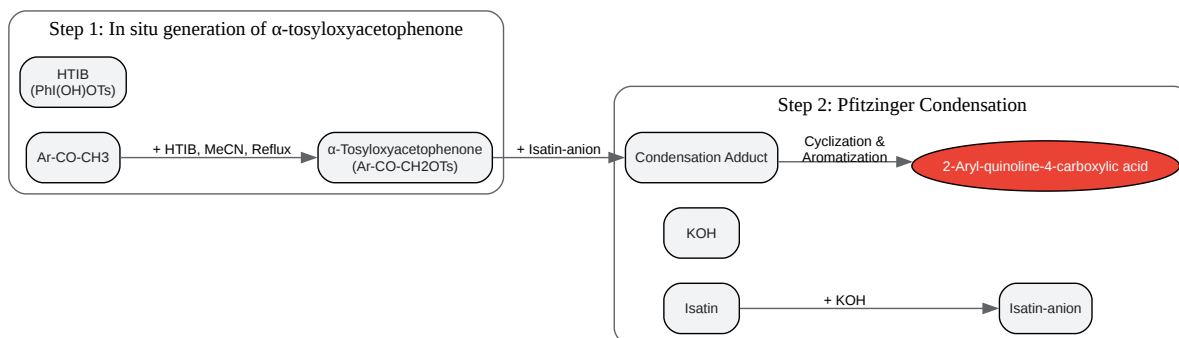 Step 1: In situ generation of α-tosyloxyacetophenone
HTIB
(PhI(OH)OTs)
Ar-CO-CH3
+ HTIB, MeCN, Reflux
α-Tosyloxyacetophenone
(Ar-CO-CH2OTs)
+ Isatin-anion
Step 2: Pfitzinger Condensation
Condensation Adduct
Cyclization &
Aromatization
2-Aryl-quinoline-4-carboxylic acid
KOH
Isatin
+ KOH
Isatin-anion